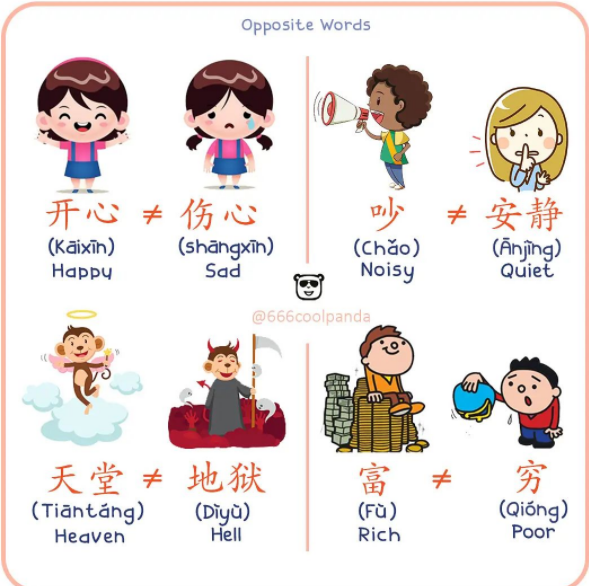 Opposite Words
开心 ≠ 伤心
(Kāixīn) (shāngxīn)
Happy Sad
吵 ≠ 安静
(Chǎo) (Ānjìng)
Noisy Quiet
@666coolpanda
天堂 ≠ 地狱
(Tiāntáng) (Dìyù)
Heaven Hell
富 ≠ 穷
(Fù) (Qióng)
Rich Poor